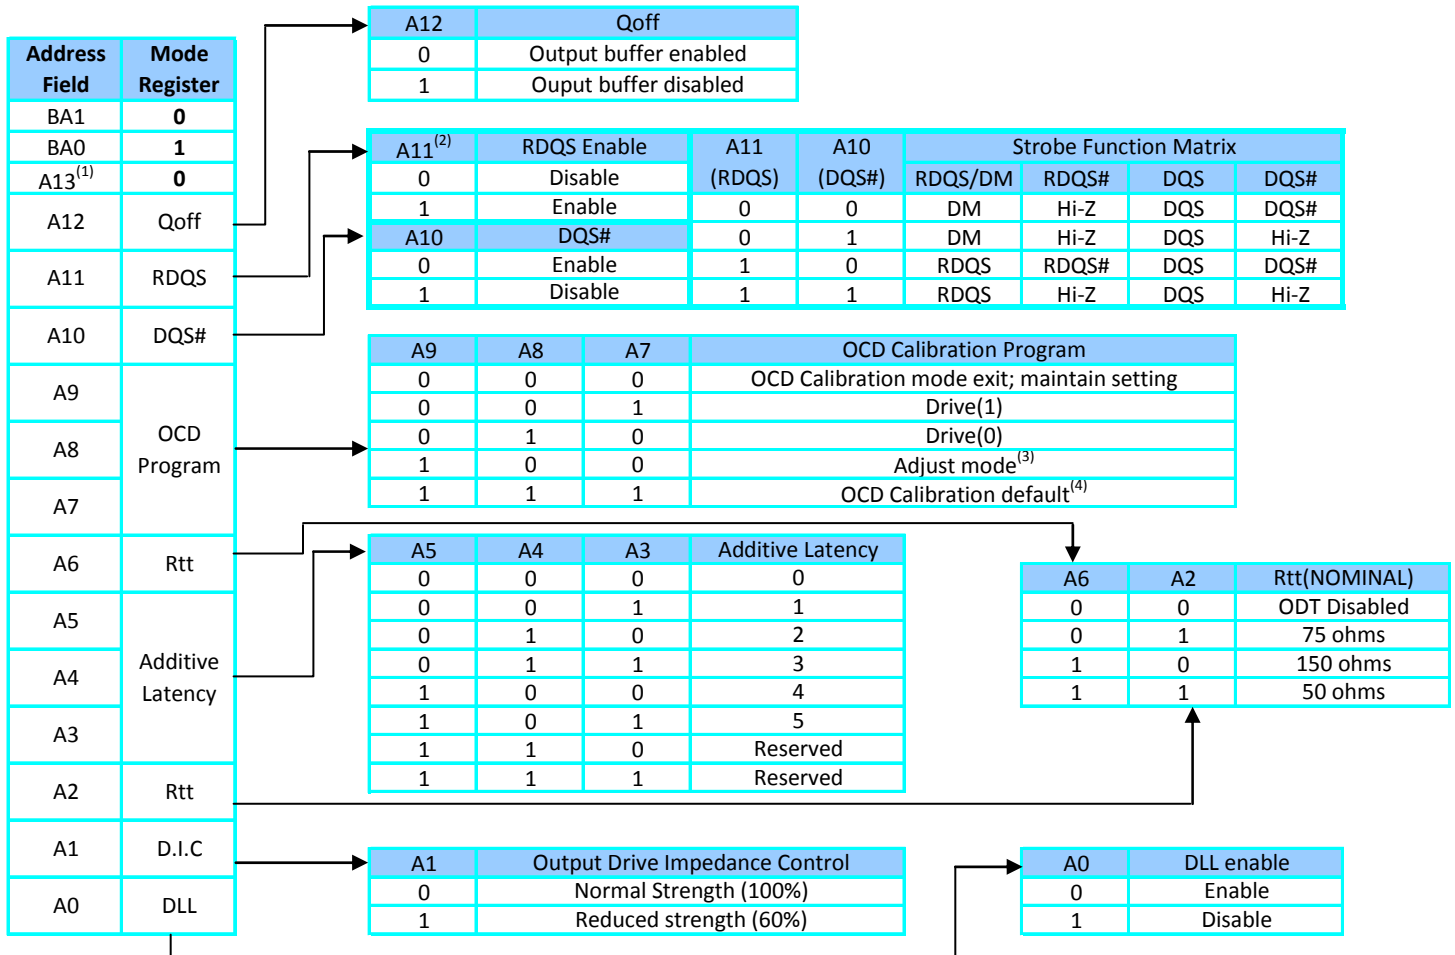 Address Field | Mode Register
BA1 | 0
BA0 | 1
A13(1) | 0
A12 | Qoff
A11 | RDQS
A10 | DQS#
A9
A8 | OCD Program
A7
A6 | Rtt
A5
A4 | Additive Latency
A3
A2 | Rtt
A1 | D.I.C
A0 | DLL
A12 | Qoff
0 | Output buffer enabled
1 | Ouput buffer disabled
A11(2) | RDQS Enable
0 | Disable
1 | Enable
A10 | DQS#
0 | Enable
1 | Disable
A11 (RDQS) | A10 (DQS#) | Strobe Function Matrix
RDQS/DM | RDQS# | DQS | DQS#
0 | 0 | DM | Hi-Z | DQS | DQS#
0 | 1 | DM | Hi-Z | DQS | Hi-Z
1 | 0 | RDQS | RDQS# | DQS | DQS#
1 | 1 | RDQS | Hi-Z | DQS | Hi-Z
A9 | A8 | A7 | OCD Calibration Program
0 | 0 | 0 | OCD Calibration mode exit; maintain setting
0 | 0 | 1 | Drive(1)
0 | 1 | 0 | Drive(0)
1 | 0 | 0 | Adjust mode(3)
1 | 1 | 1 | OCD Calibration default(4)
A5 | A4 | A3 | Additive Latency
0 | 0 | 0 | 0
0 | 0 | 1 | 1
0 | 1 | 0 | 2
0 | 1 | 1 | 3
1 | 0 | 0 | 4
1 | 0 | 1 | 5
1 | 1 | 0 | Reserved
1 | 1 | 1 | Reserved
A6 | A2 | Rtt(NOMINAL)
0 | 0 | ODT Disabled
0 | 1 | 75 ohms
1 | 0 | 150 ohms
1 | 1 | 50 ohms
A1 | Output Drive Impedance Control
0 | Normal Strength (100%)
1 | Reduced strength (60%)
A0 | DLL enable
0 | Enable
1 | Disable